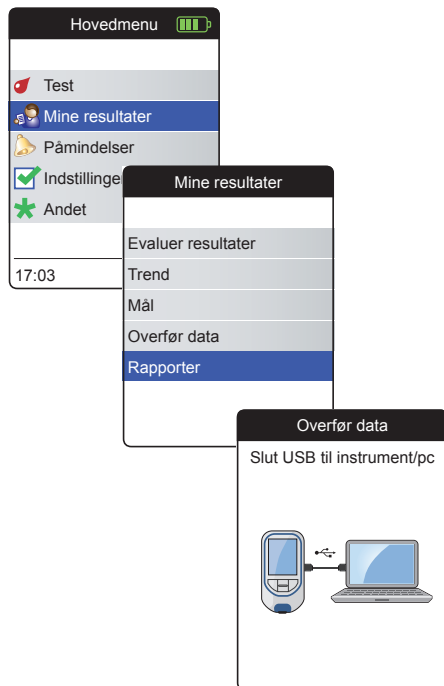 Hovedmenu
Test
Mine resultater
Påmindelser
Indstillinge
Andet
17:03
Mine resultater
Evaluer resultater
Trend
Mål
Overfør data
Rapporter
Overfør data
Slut USB til instrument/pc